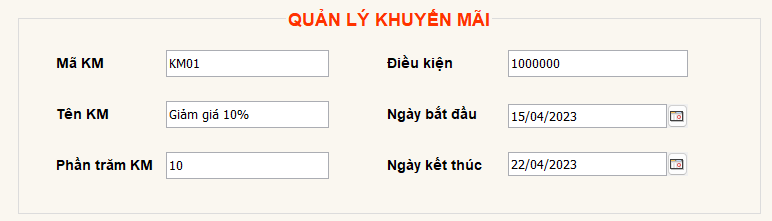 QUẢN LÝ KHUYẾN MÃI
Mã KM KM01 Điều kiện 1000000
Tên KM Giảm giá 10% Ngày bắt đầu 15/04/2023
Phần trăm KM 10 Ngày kết thúc 22/04/2023